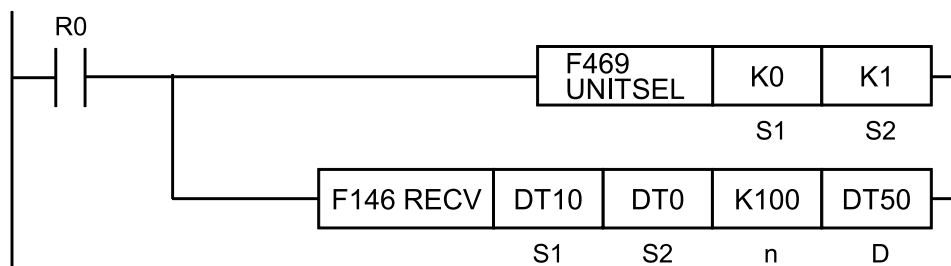 R0
F469 UNITSEL K0 K1
S1 S2
F146 RECV DT10 DT0 K100 DT50
S1 S2 n D